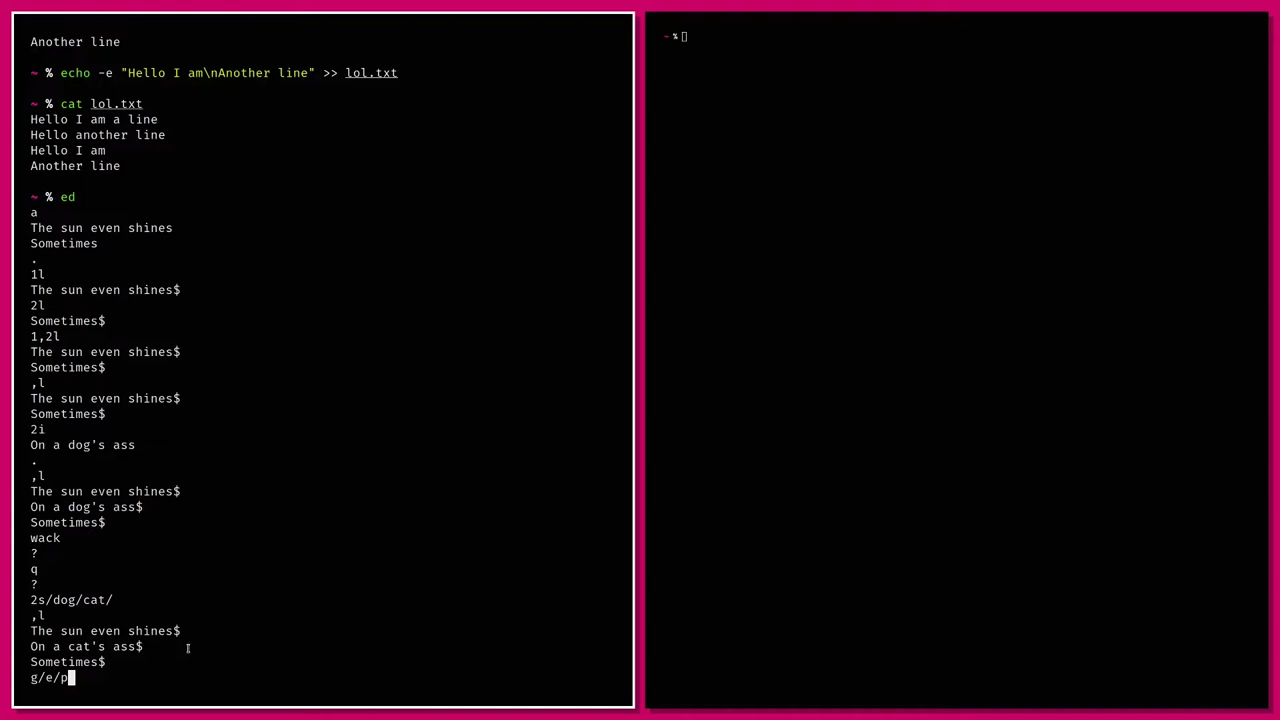 Another line
~ % echo -e "Hello I am\nAnother line" >> lol.txt
~ % cat lol.txt
Hello I am a line
Hello another line
Hello I am
Another line
~ % ed
a
The sun even shines
Sometimes
.
1l
The sun even shines$
2l
Sometimes$
1,2l
The sun even shines$
Sometimes$
,l
The sun even shines$
Sometimes$
2i
On a dog's ass
.
,l
The sun even shines$
On a dog's ass$
Sometimes$
wack
?
q
?
2s/dog/cat/
,l
The sun even shines$
On a cat's ass$
Sometimes$
g/e/p
~ %